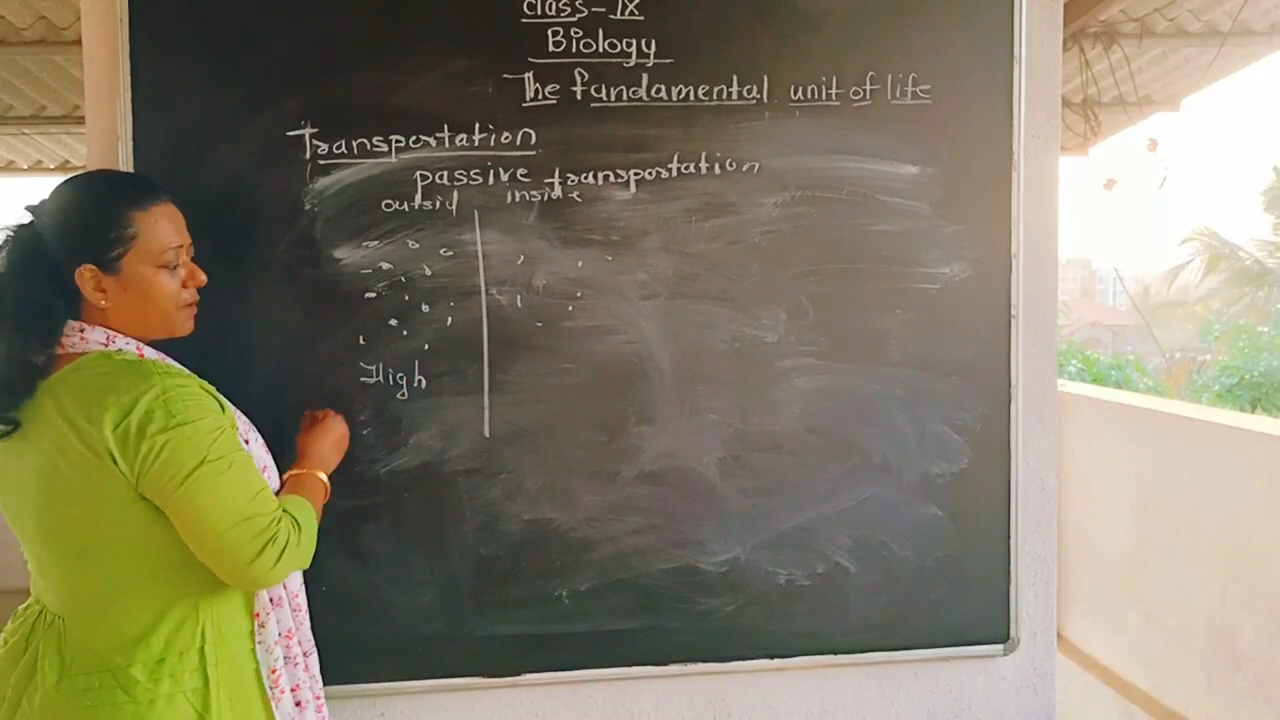 class-IX
Biology
The fundamental unit of life
Transportation
passive transportation
outsid inside
High